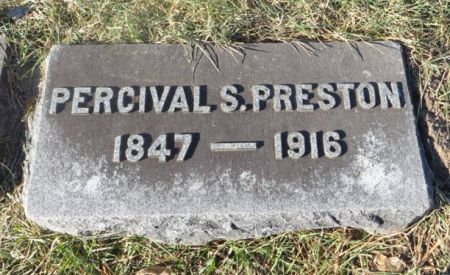 PERCIVAL S. PRESTON
1847 — 1916